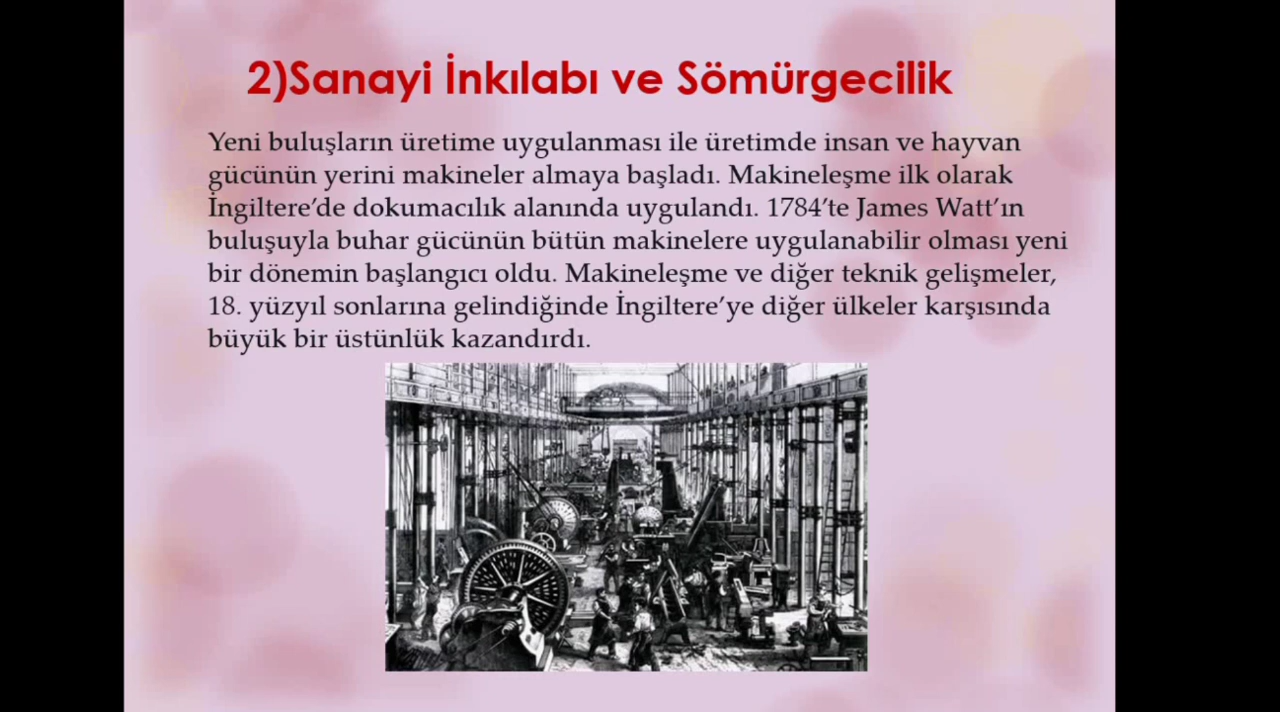 2)Sanayi İnkılabı ve Sömürgecilik
Yeni buluşların üretime uygulanması ile üretimde insan ve hayvan
gücünün yerini makineler almaya başladı. Makineleşme ilk olarak
İngiltere’de dokumacılık alanında uygulandı. 1784’te James Watt’ın
buluşuyla buhar gücünün bütün makinelere uygulanabilir olması yeni
bir dönemin başlangıcı oldu. Makineleşme ve diğer teknik gelişmeler,
18. yüzyıl sonlarına gelindiğinde İngiltere’ye diğer ülkeler karşısında
büyük bir üstünlük kazandırdı.